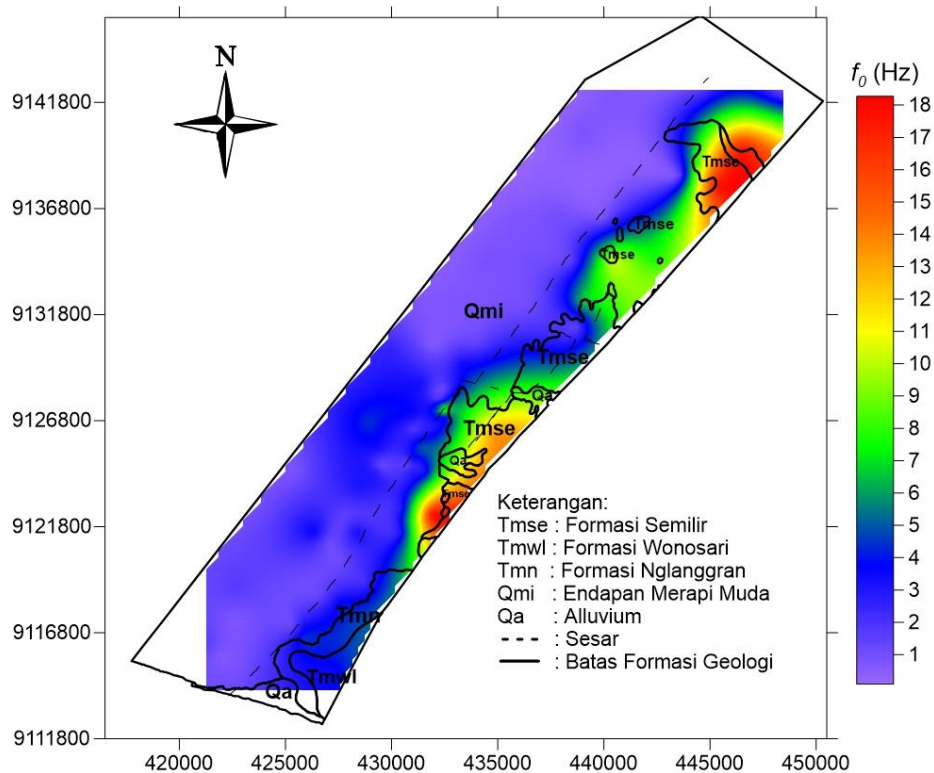 N
f₀ (Hz)
18
17
16
15
14
13
12
11
10
9
8
7
6
5
4
3
2
1
9141800
9136800
9131800
9126800
9121800
9116800
9111800
Tmse
Tmse
Tmse
Qmi
Tmse
Qa
Tmse
Qa
Tmse
Tmn
Tmwl
Qa
Keterangan:
Tmse : Formasi Semilir
Tmwl : Formasi Wonosari
Tmn : Formasi Nglanggran
Qmi : Endapan Merapi Muda
Qa : Alluvium
: Sesar
: Batas Formasi Geologi
420000 425000 430000 435000 440000 445000 450000